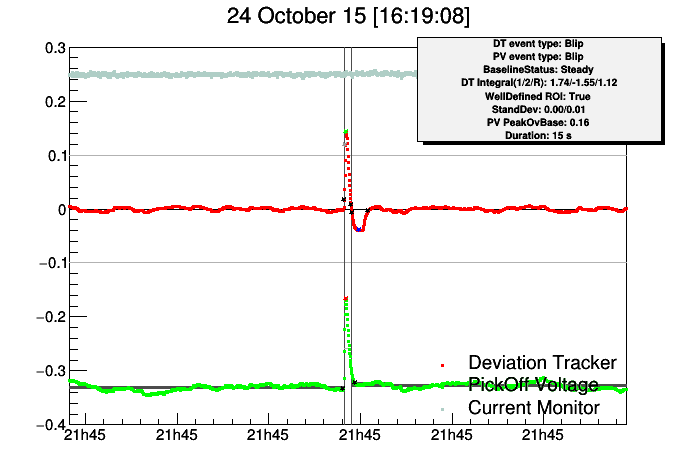 24 October 15 [16:19:08]
DT event type: Blip
PV event type: Blip
BaselineStatus: Steady
DT Integral(1/2/R): 1.74/-1.55/1.12
WellDefined ROI: True
StandDev: 0.00/0.01
PV PeakOvBase: 0.16
Duration: 15 s
0.3
0.2
0.1
0
−0.1
−0.2
−0.3
−0.4
Deviation Tracker
PickOff Voltage
Current Monitor
21h45 21h45 21h45 21h45 21h45 21h45